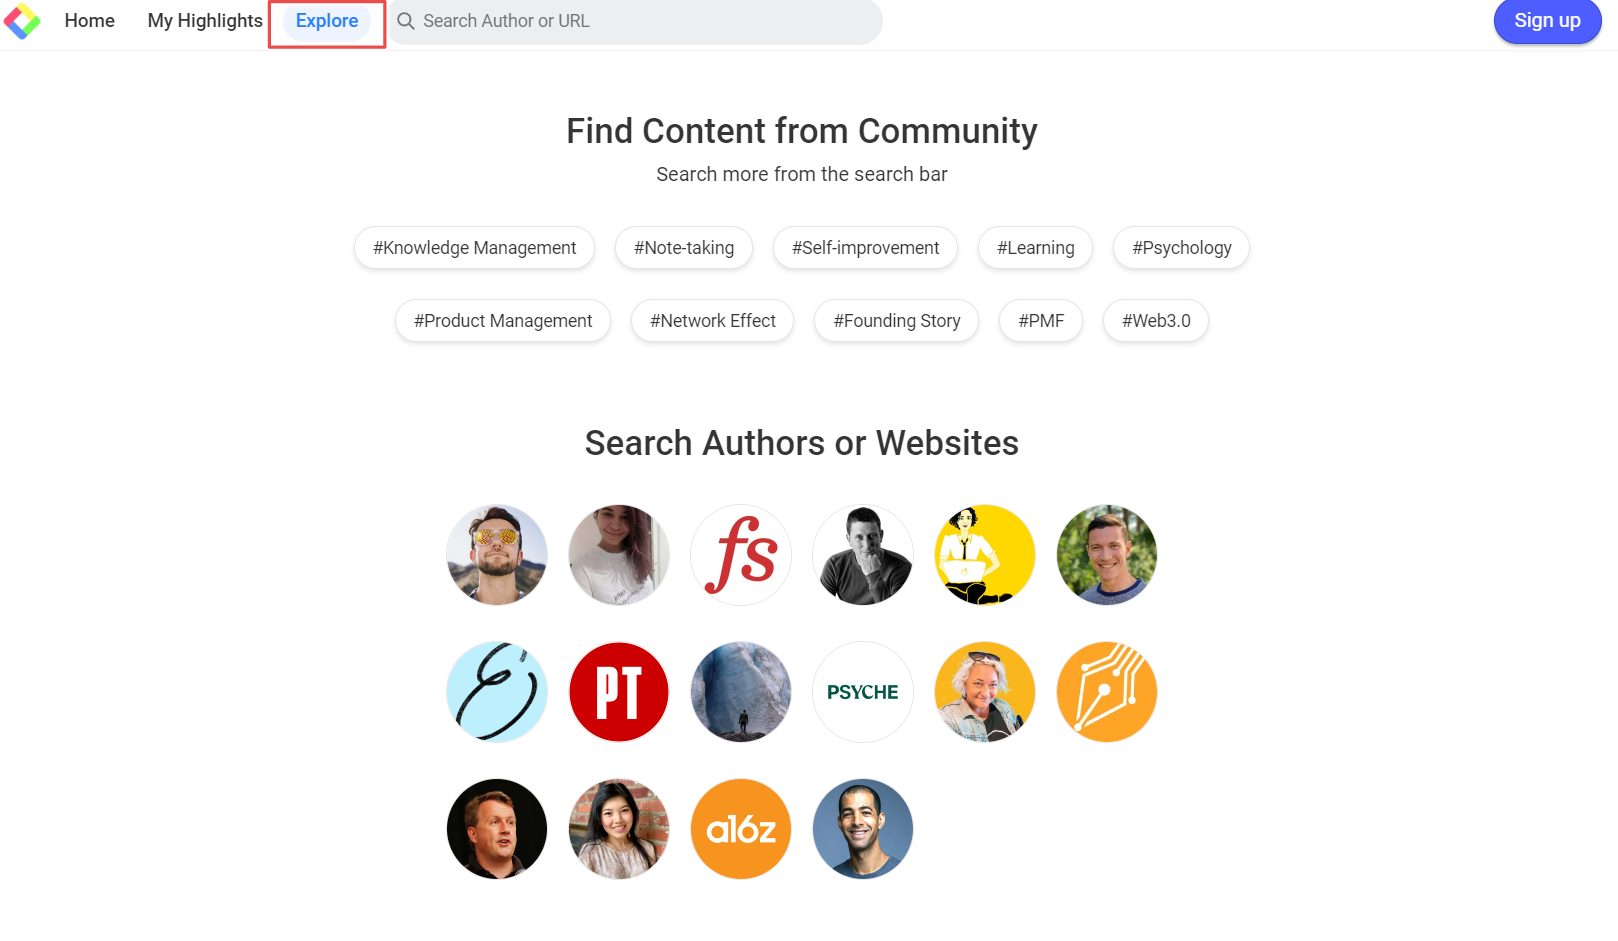 Home My Highlights Explore Search Author or URL Sign up
Find Content from Community
Search more from the search bar
#Knowledge Management #Note-taking #Self-improvement #Learning #Psychology
#Product Management #Network Effect #Founding Story #PMF #Web3.0
Search Authors or Websites
fs
PT PSYCHE
a16z